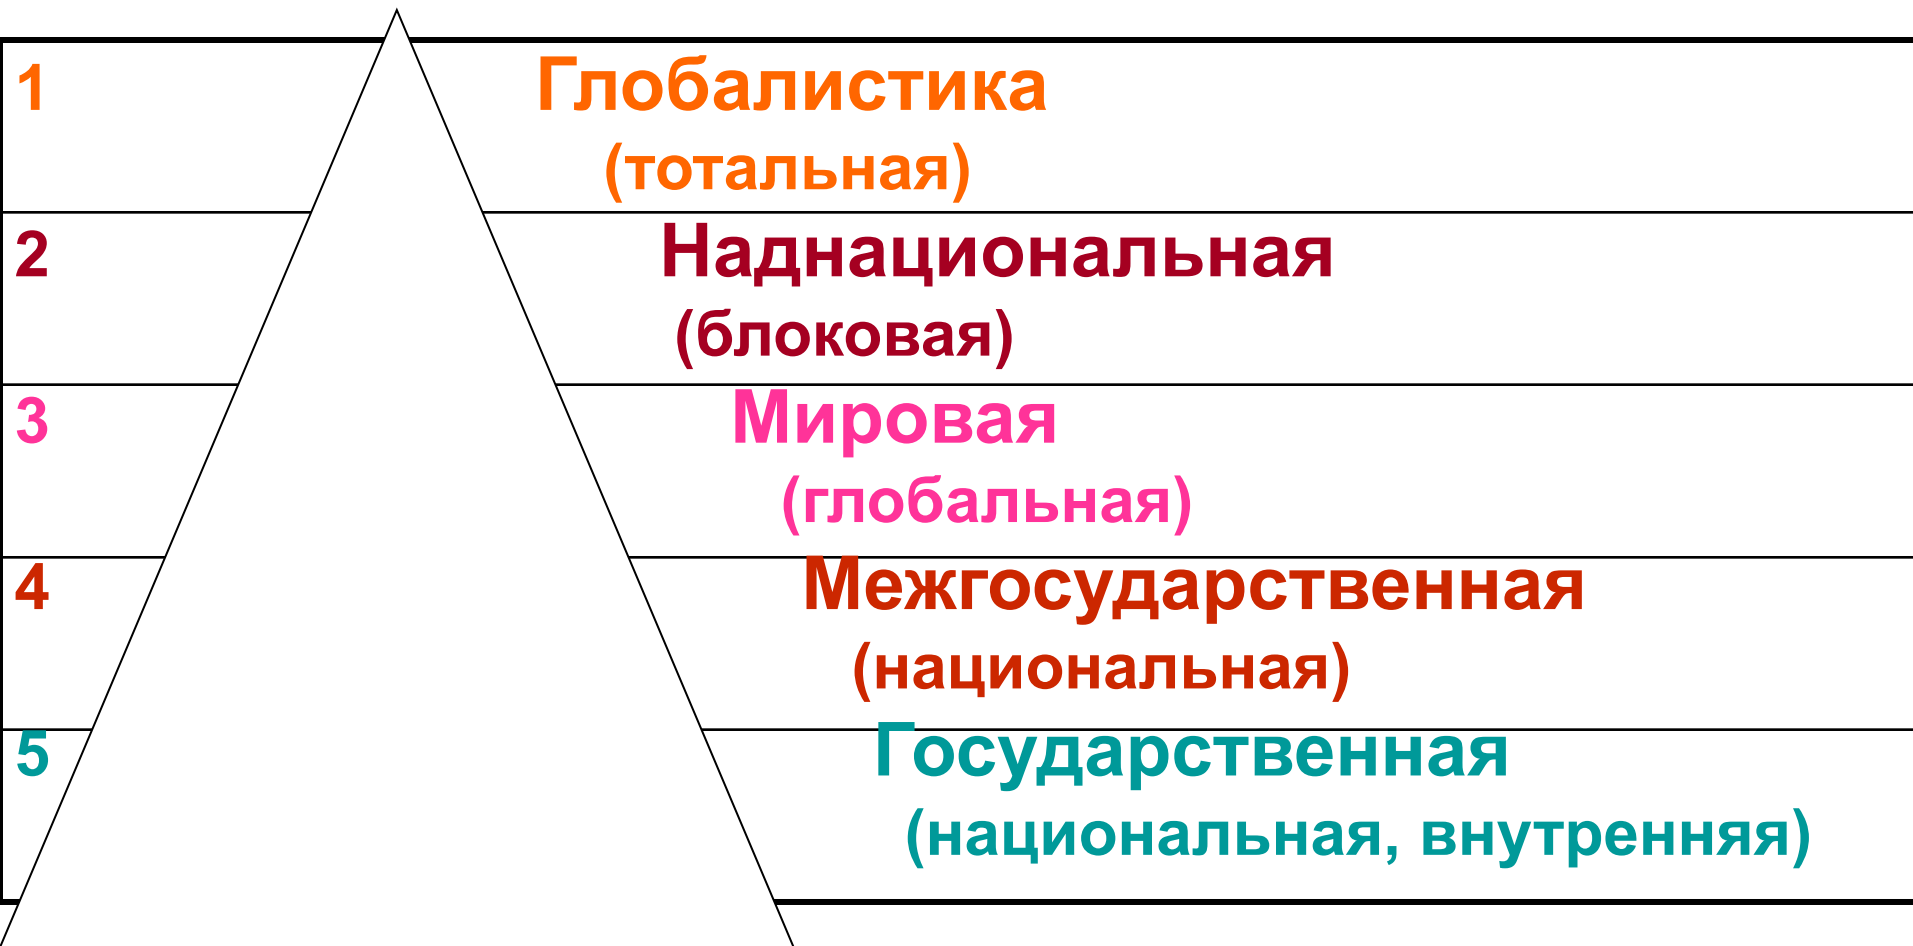 1 Глобалистика
(тотальная)
2 Наднациональная
(блоковая)
3 Мировая
(глобальная)
4 Межгосударственная
(национальная)
5 Государственная
(национальная, внутренняя)